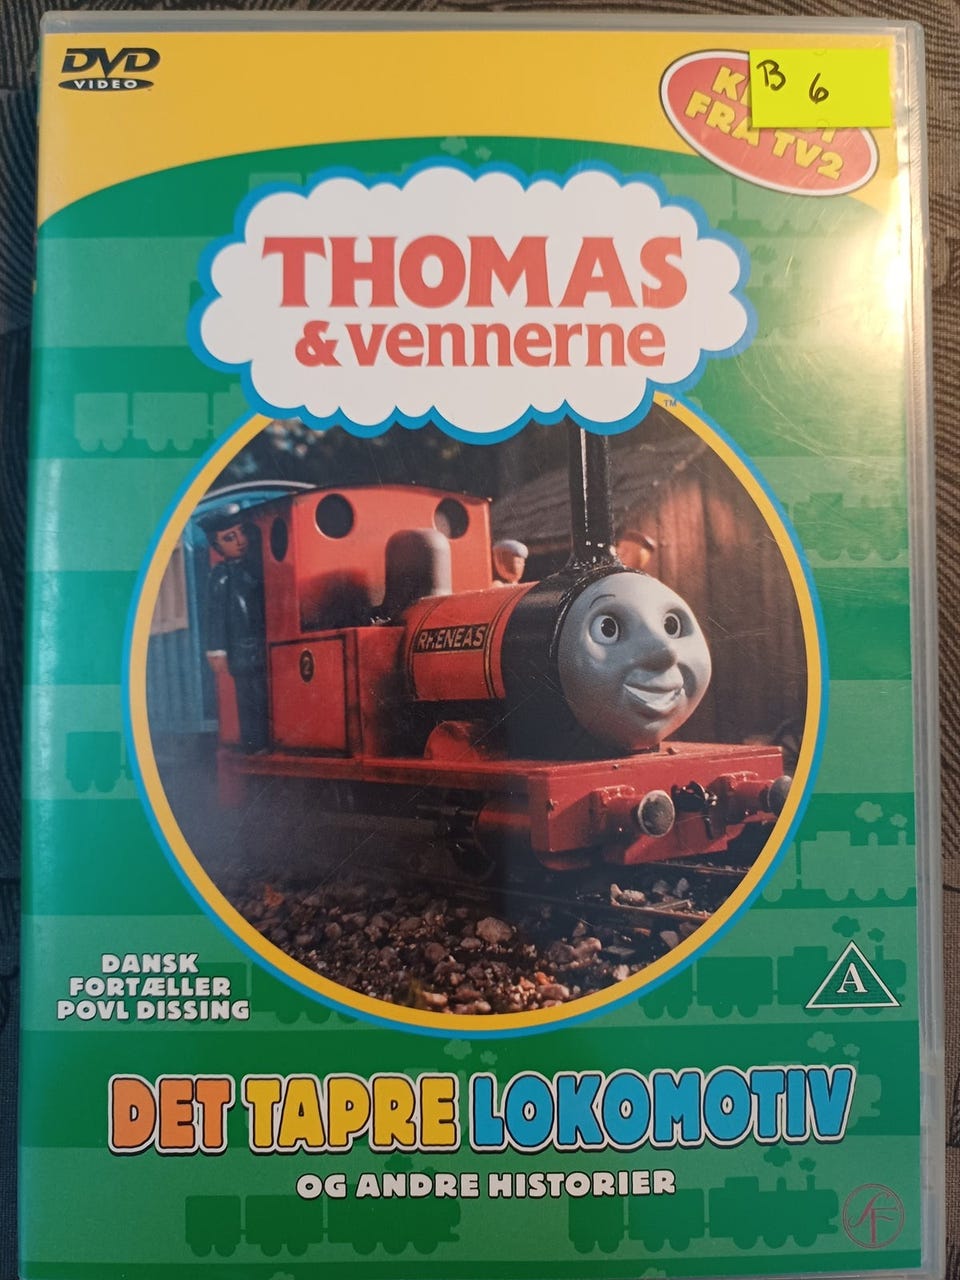 DVD
VIDEO
B 6
FRA TV2
THOMAS
& vennerne
TM
RHENEAS
2
DANSK
FORTÆLLER
POVL DISSING
A
DET TAPRE LOKOMOTIV
OG ANDRE HISTORIER
SF